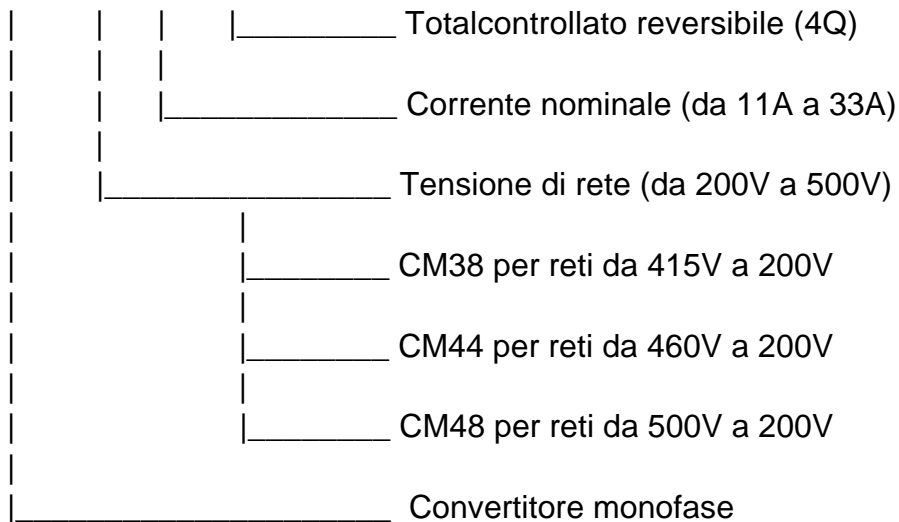 Totalcontrollato reversibile (4Q)
Corrente nominale (da 11A a 33A)
Tensione di rete (da 200V a 500V)
CM38 per reti da 415V a 200V
CM44 per reti da 460V a 200V
CM48 per reti da 500V a 200V
Convertitore monofase